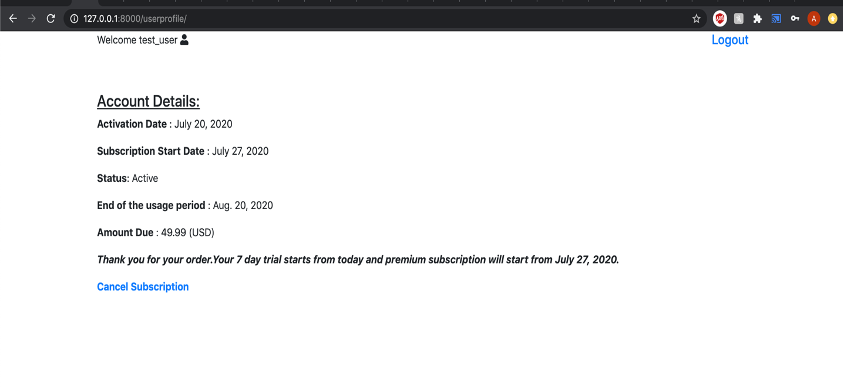 127.0.0.1:8000/userprofile/
Welcome test_user
Logout
Account Details:
Activation Date : July 20, 2020
Subscription Start Date : July 27, 2020
Status: Active
End of the usage period : Aug. 20, 2020
Amount Due : 49.99 (USD)
Thank you for your order.Your 7 day trial starts from today and premium subscription will start from July 27, 2020.
Cancel Subscription